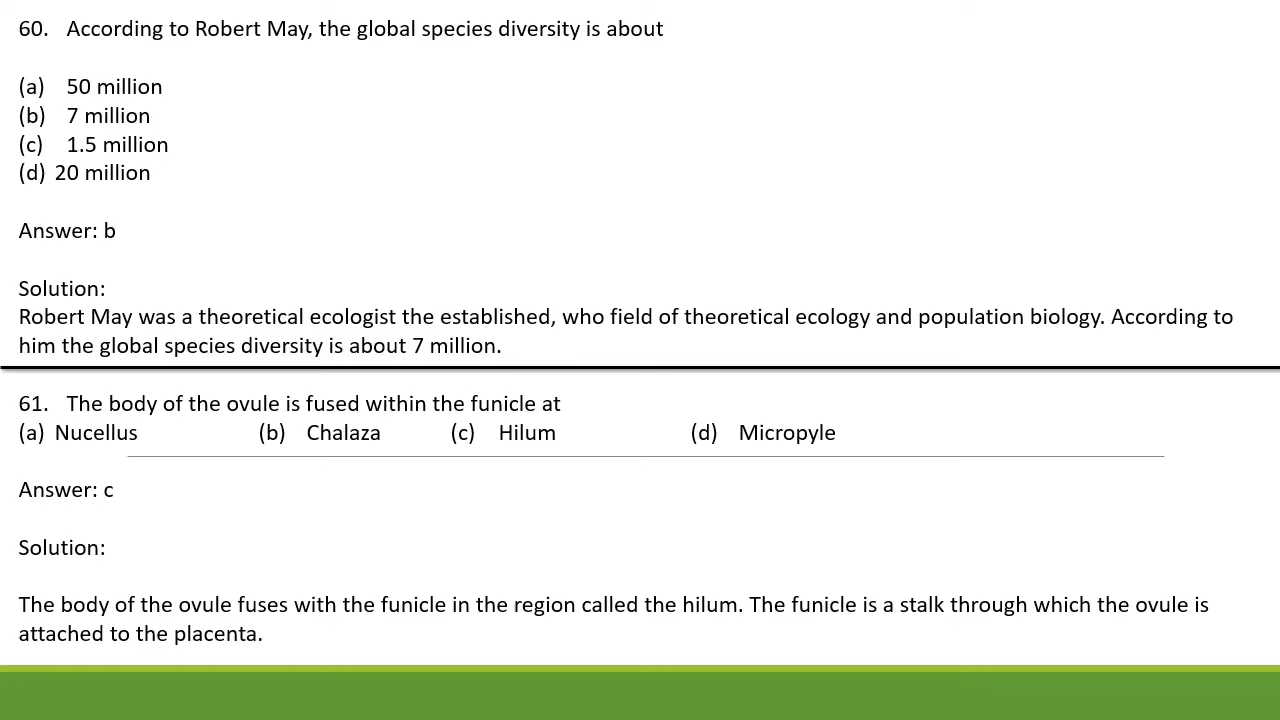 60. According to Robert May, the global species diversity is about
(a) 50 million
(b) 7 million
(c) 1.5 million
(d) 20 million
Answer: b
Solution:
Robert May was a theoretical ecologist the established, who field of theoretical ecology and population biology. According to
him the global species diversity is about 7 million.
61. The body of the ovule is fused within the funicle at
(a) Nucellus (b) Chalaza (c) Hilum (d) Micropyle
Answer: c
Solution:
The body of the ovule fuses with the funicle in the region called the hilum. The funicle is a stalk through which the ovule is
attached to the placenta.